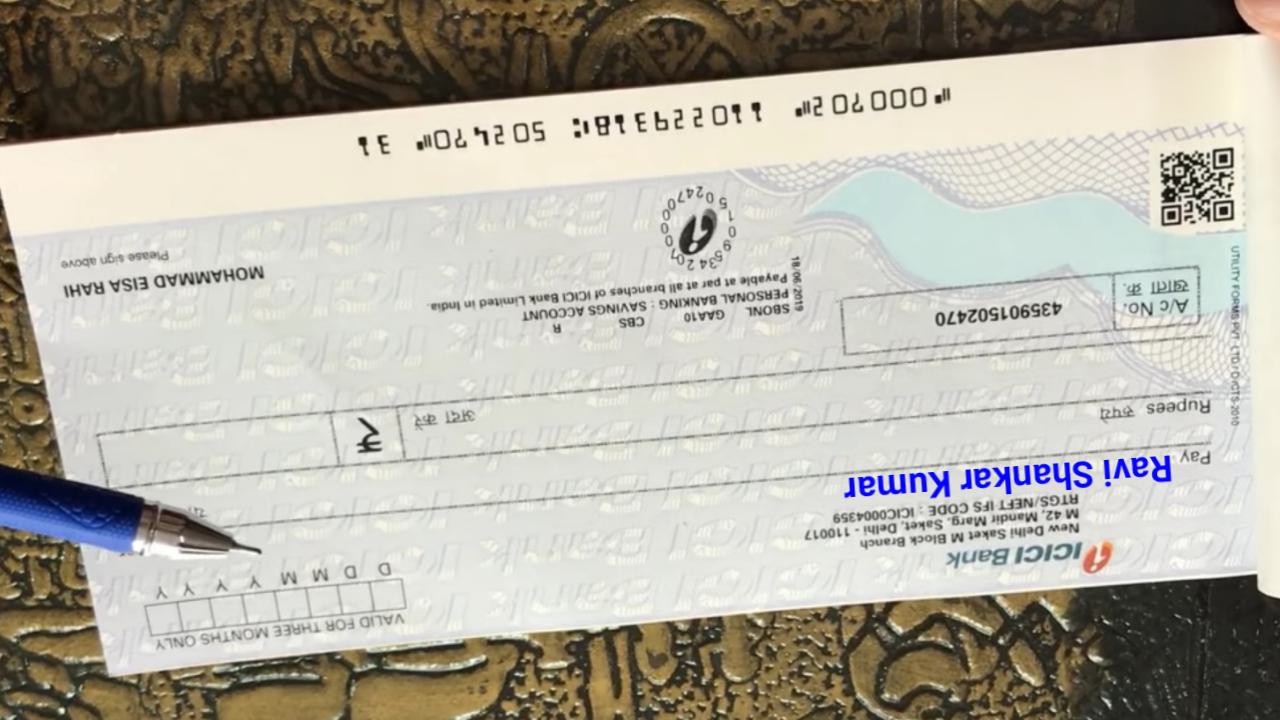 VALID FOR THREE MONTHS ONLY
ICICI Bank
New Delhi Saket M Block Branch
M 42, Mandir Marg, Saket, Delhi - 110017
RTGS/NEFT IFS CODE : ICIC0004359
D D M M Y Y Y Y
Pay Ravi Shankar Kumar
Rupees रुपये
अदा करें ₹
A/c No. 435901502470
खाता क्र.
SBONL GAA10 CBS R
PERSONAL BANKING : SAVINGS ACCOUNT
Payable at par at all branches of ICICI Bank Limited in India.
18/06/2019
MOHAMMAD EISA RAHI
Please sign above
UTILITY FORMS PVT. LTD / CTS-2010
⑈000702⑈ 110229318⑆ 502470⑈ 31